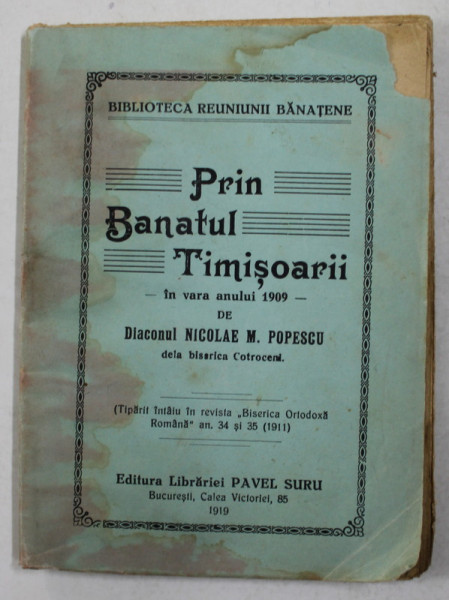 BIBLIOTECA REUNIUNII BĂNAȚENE
Prin
Banatul
Timișoarii
— în vara anului 1909 —
DE
Diaconul NICOLAE M. POPESCU
dela biserica Cotroceni.
(Tipărit întâiu în revista „Biserica Ortodoxă
Română“ an. 34 și 35 (1911)
Editura Librăriei PAVEL SURU
București, Calea Victoriei, 85
1919